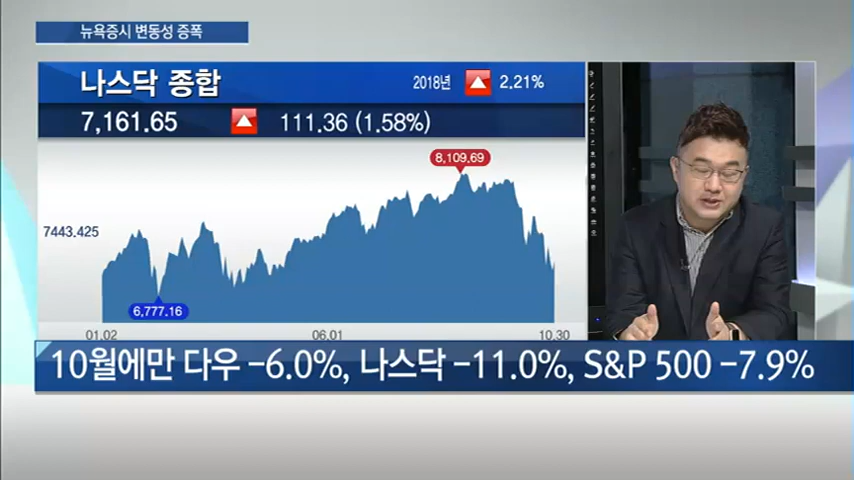 뉴욕증시 변동성 증폭
나스닥 종합
2018년 2,21%
7,161.65 111.36 (1.58%)
8,109.69
7443.425
6,777.16
01.02 06.01 10.30
10월에만 다우 -6.0%, 나스닥 -11.0%, S&P 500 -7.9%